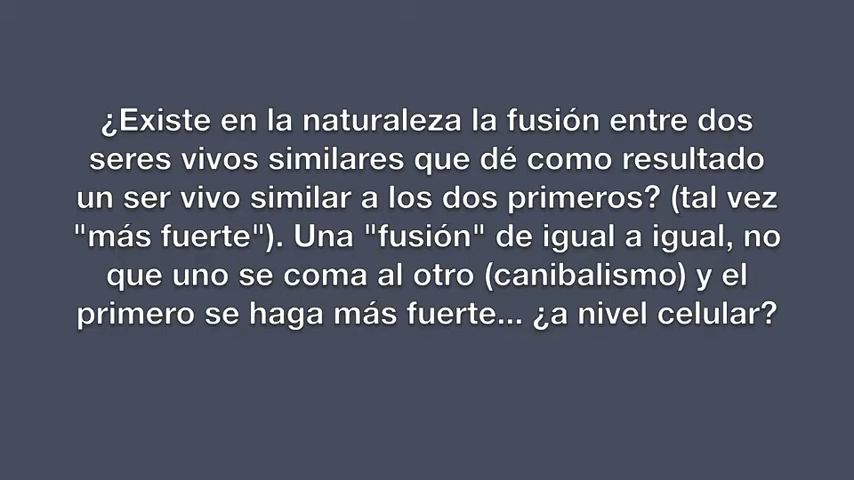 ¿Existe en la naturaleza la fusión entre dos
seres vivos similares que dé como resultado
un ser vivo similar a los dos primeros? (tal vez
"más fuerte"). Una "fusión" de igual a igual, no
que uno se coma al otro (canibalismo) y el
primero se haga más fuerte... ¿a nivel celular?